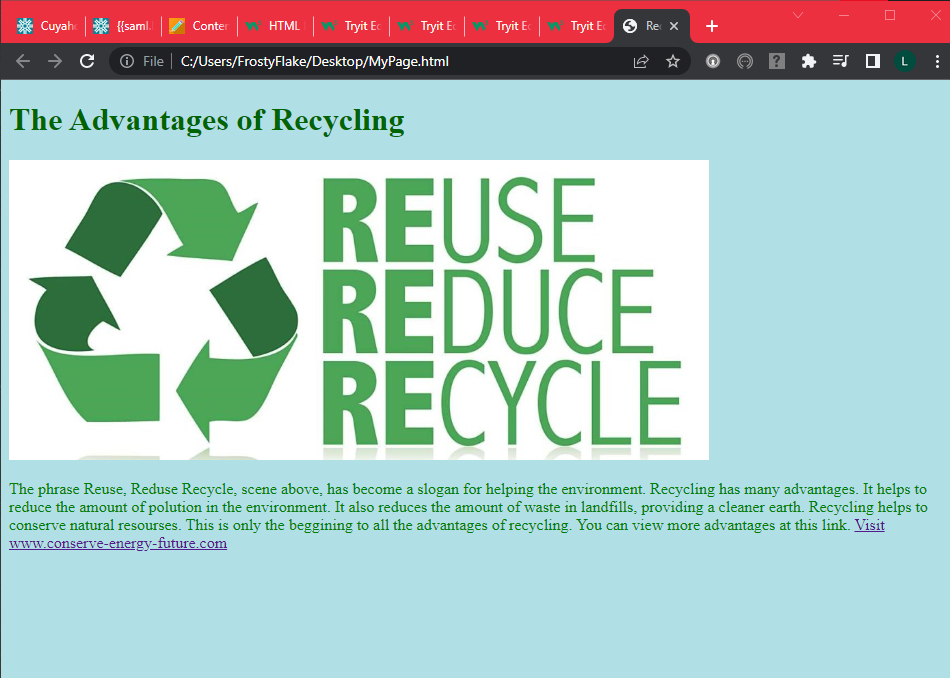 Cuyaho {{samL Conter HTML Tryit Ec Tryit Ec Tryit Ec Tryit Ec Re
File C:/Users/FrostyFlake/Desktop/MyPage.html L
The Advantages of Recycling
REUSE
REDUCE
RECYCLE
The phrase Reuse, Reduse Recycle, scene above, has become a slogan for helping the environment. Recycling has many advantages. It helps to
reduce the amount of polution in the environment. It also reduces the amount of waste in landfills, providing a cleaner earth. Recycling helps to
conserve natural resourses. This is only the beggining to all the advantages of recycling. You can view more advantages at this link. Visit
www.conserve-energy-future.com